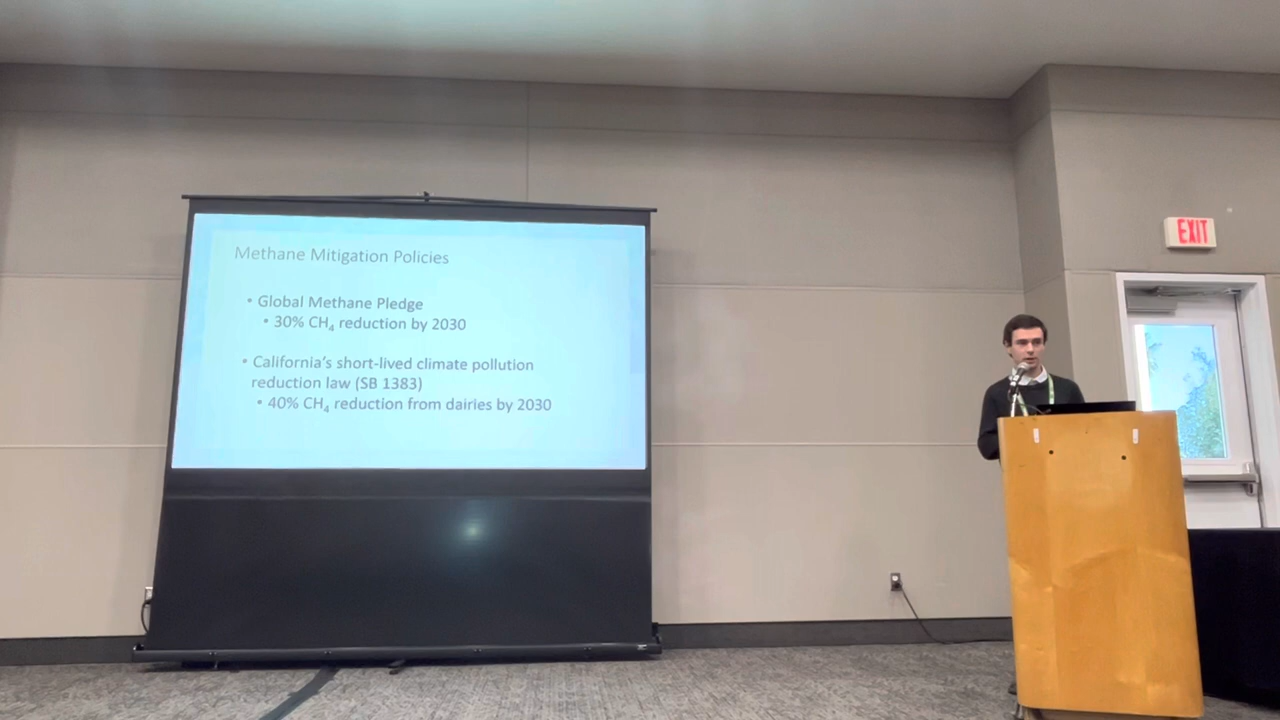 Methane Mitigation Policies
• Global Methane Pledge
• 30% CH₄ reduction by 2030
• California's short-lived climate pollution
reduction law (SB 1383)
• 40% CH₄ reduction from dairies by 2030
EXIT